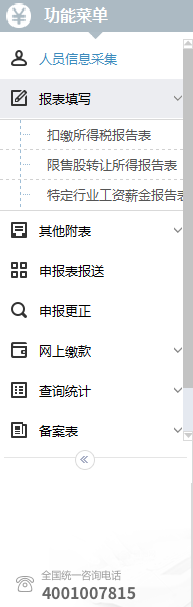 功能菜单
人员信息采集
报表填写
扣缴所得税报告表
限售股转让所得报告表
特定行业工资薪金报告表
其他附表
申报表报送
申报更正
网上缴款
查询统计
备案表
全国统一咨询电话
4001007815